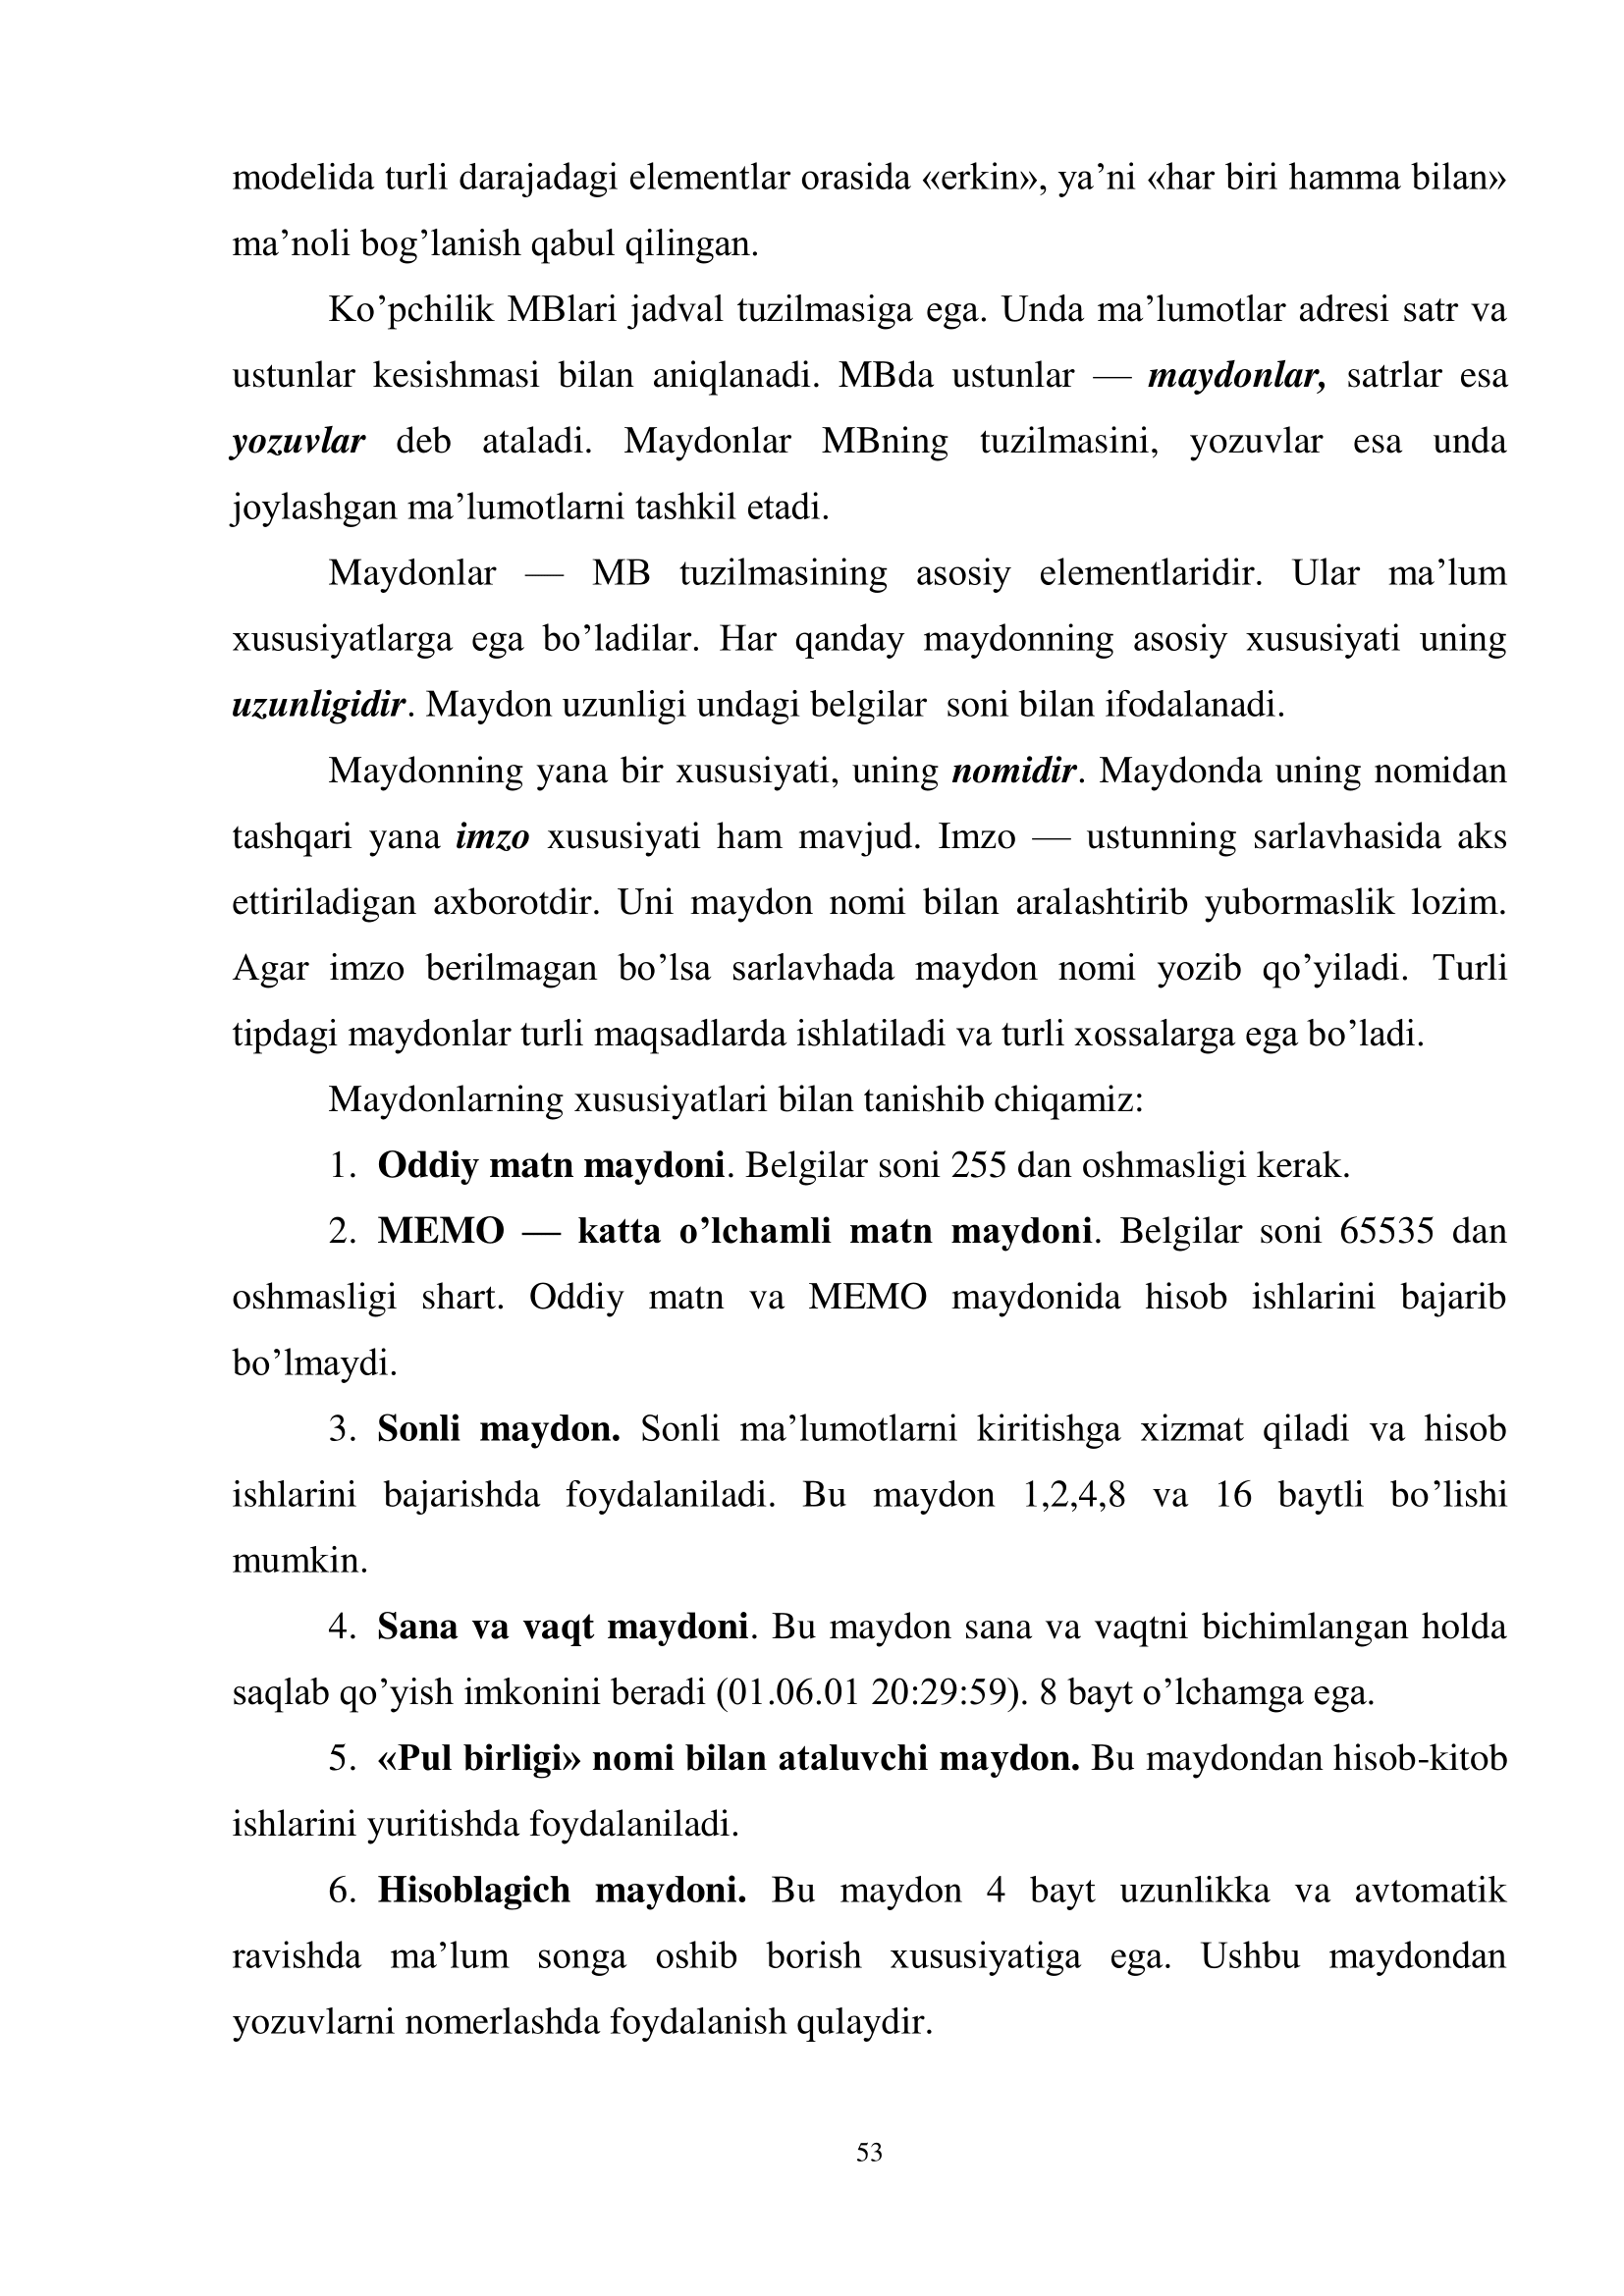 modelida turli darajadagi elementlar orasida «erkin», ya’ni «har biri hamma bilan»
ma’noli bog’lanish qabul qilingan.
Ko’pchilik MBlari jadval tuzilmasiga ega. Unda ma’lumotlar adresi satr va
ustunlar kesishmasi bilan aniqlanadi. MBda ustunlar — maydonlar, satrlar esa
yozuvlar deb ataladi. Maydonlar MBning tuzilmasini, yozuvlar esa unda
joylashgan ma’lumotlarni tashkil etadi.
Maydonlar — MB tuzilmasining asosiy elementlaridir. Ular ma’lum
xususiyatlarga ega bo’ladilar. Har qanday maydonning asosiy xususiyati uning
uzunligidir. Maydon uzunligi undagi belgilar  soni bilan ifodalanadi.
Maydonning yana bir xususiyati, uning nomidir. Maydonda uning nomidan
tashqari yana imzo xususiyati ham mavjud. Imzo — ustunning sarlavhasida aks
ettiriladigan axborotdir. Uni maydon nomi bilan aralashtirib yubormaslik lozim.
Agar imzo berilmagan bo’lsa sarlavhada maydon nomi yozib qo’yiladi. Turli
tipdagi maydonlar turli maqsadlarda ishlatiladi va turli xossalarga ega bo’ladi.
Maydonlarning xususiyatlari bilan tanishib chiqamiz:
1. Oddiy matn maydoni. Belgilar soni 255 dan oshmasligi kerak.
2. MEMO — katta o’lchamli matn maydoni. Belgilar soni 65535 dan
oshmasligi shart. Oddiy matn va MEMO maydonida hisob ishlarini bajarib
bo’lmaydi.
3. Sonli maydon. Sonli ma’lumotlarni kiritishga xizmat qiladi va hisob
ishlarini bajarishda foydalaniladi. Bu maydon 1,2,4,8 va 16 baytli bo’lishi
mumkin.
4. Sana va vaqt maydoni. Bu maydon sana va vaqtni bichimlangan holda
saqlab qo’yish imkonini beradi (01.06.01 20:29:59). 8 bayt o’lchamga ega.
5. «Pul birligi» nomi bilan ataluvchi maydon. Bu maydondan hisob-kitob
ishlarini yuritishda foydalaniladi.
6. Hisoblagich maydoni. Bu maydon 4 bayt uzunlikka va avtomatik
ravishda ma’lum songa oshib borish xususiyatiga ega. Ushbu maydondan
yozuvlarni nomerlashda foydalanish qulaydir.
53